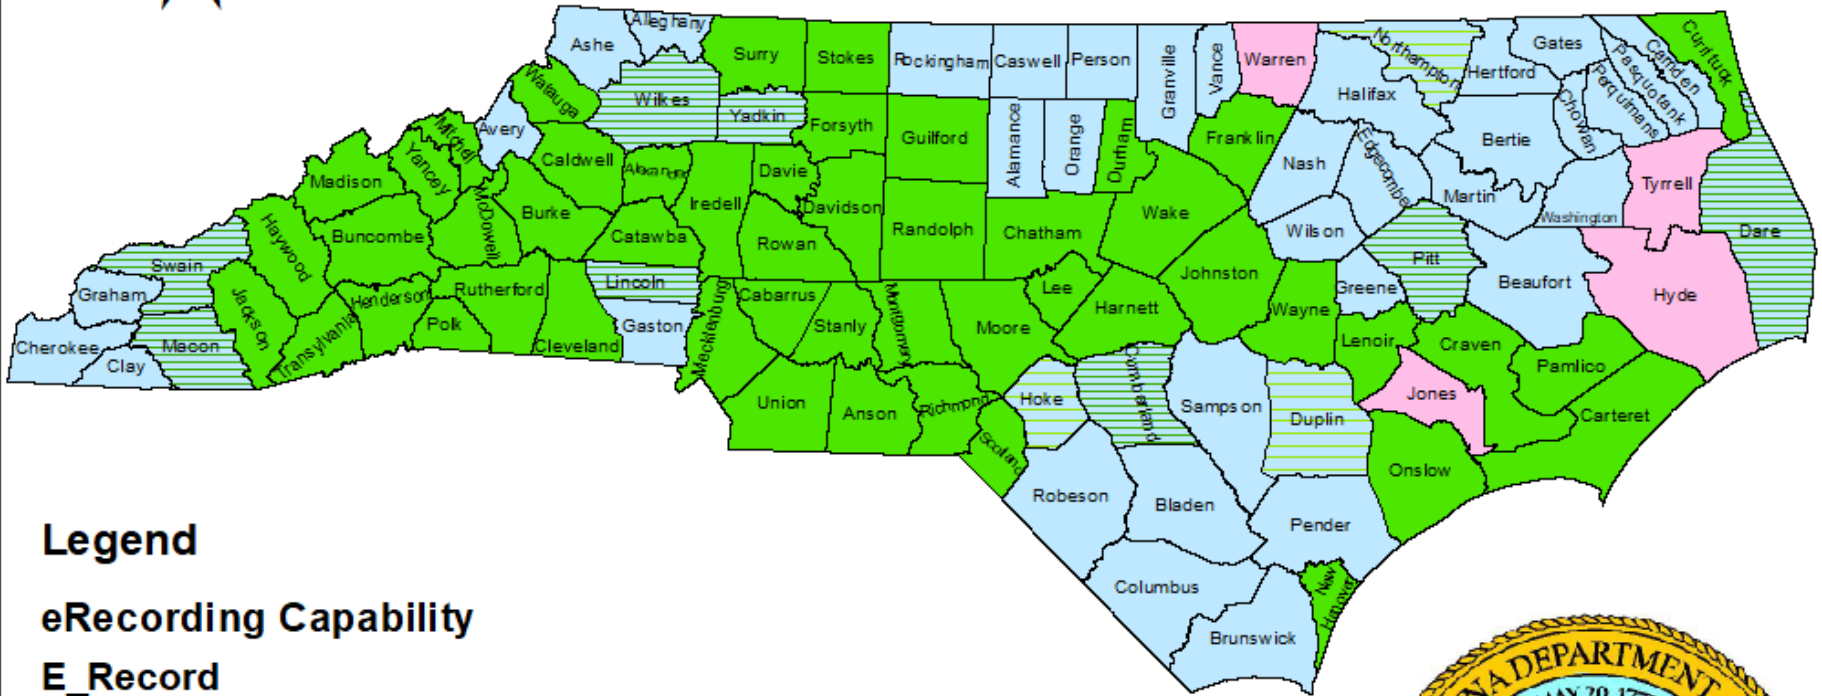 Alleghany
Ashe
Surry
Stokes
Rockingham
Caswell
Person
Granville
Vance
Warren
Northampton
Hertford
Gates
Camden
Pasquotank
Perquimans
Chowan
Currituck
Watauga
Wilkes
Yadkin
Forsyth
Guilford
Alamance
Orange
Durham
Franklin
Halifax
Bertie
Avery
Mitchell
Yancey
Madison
Caldwell
Alexander
Davie
Iredell
Davidson
Nash
Edgecombe
Martin
Washington
Tyrrell
Dare
Burke
McDowell
Buncombe
Haywood
Catawba
Rowan
Randolph
Chatham
Wake
Wilson
Pitt
Beaufort
Hyde
Swain
Graham
Jackson
Henderson
Rutherford
Lincoln
Cabarrus
Johnston
Greene
Lee
Harnett
Wayne
Cherokee
Clay
Macon
Transylvania
Polk
Cleveland
Gaston
Mecklenburg
Stanly
Montgomery
Moore
Lenoir
Craven
Pamlico
Union
Anson
Richmond
Scotland
Hoke
Cumberland
Sampson
Duplin
Jones
Carteret
Onslow
Robeson
Bladen
Pender
Columbus
Brunswick
New
Hanover
Legend
eRecording Capability
E_Record
NA DEPARTMENT
MAY 20, 17